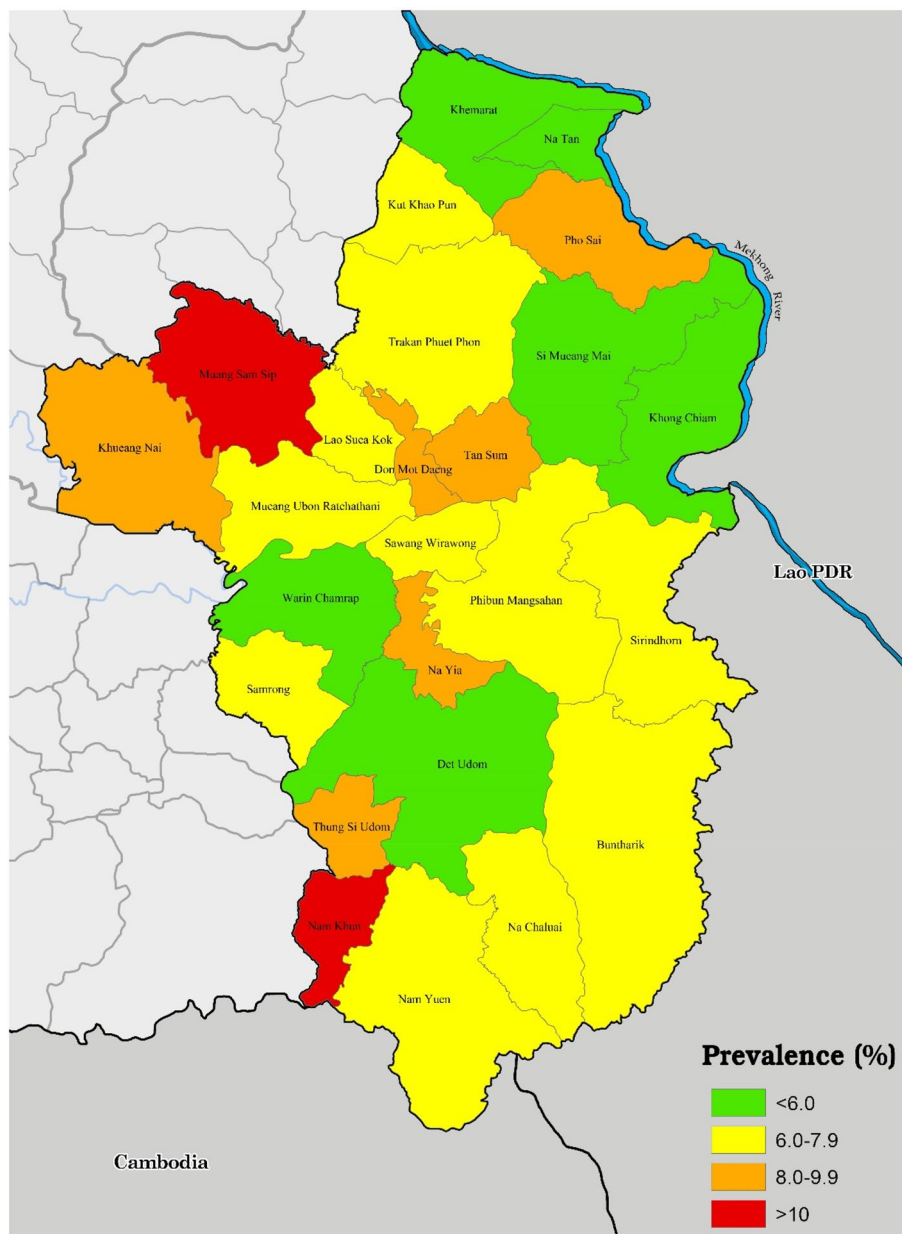 Khemarat
Na Tan
Kut Khao Pun
Pho Sai
Mekhong River
Trakan Phuet Phon
Si Mueang Mai
Muang Sam Sip
Khong Chiam
Khueang Nai
Lao Suea Kok
Don Mot Daeng
Tan Sum
Mueang Ubon Ratchathani
Sawang Wirawong
Lao PDR
Warin Chamrap
Phibun Mangsahan
Sirindhorn
Na Yia
Samrong
Det Udom
Thung Si Udom
Buntharik
Nam Khun
Na Chaluai
Nam Yuen
Prevalence (%)
<6.0
6.0-7.9
8.0-9.9
>10
Cambodia